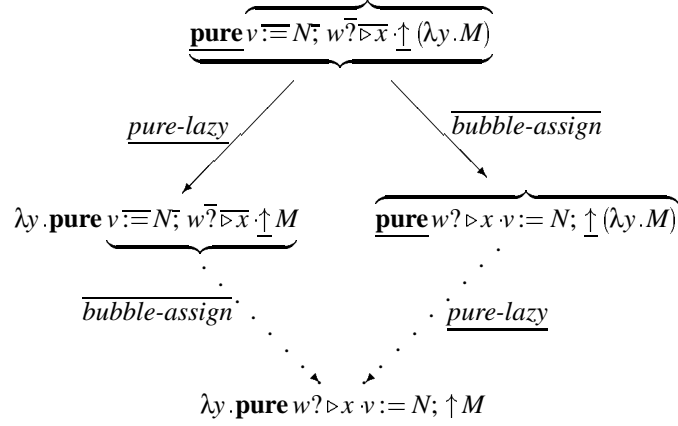 pure v := N; w? ▷ x · ↑ (λy.M)
pure-lazy
bubble-assign
λy.pure v := N; w? ▷ x · ↑ M
pure w? ▷ x · v := N; ↑ (λy.M)
bubble-assign
pure-lazy
λy.pure w? ▷ x · v := N; ↑ M